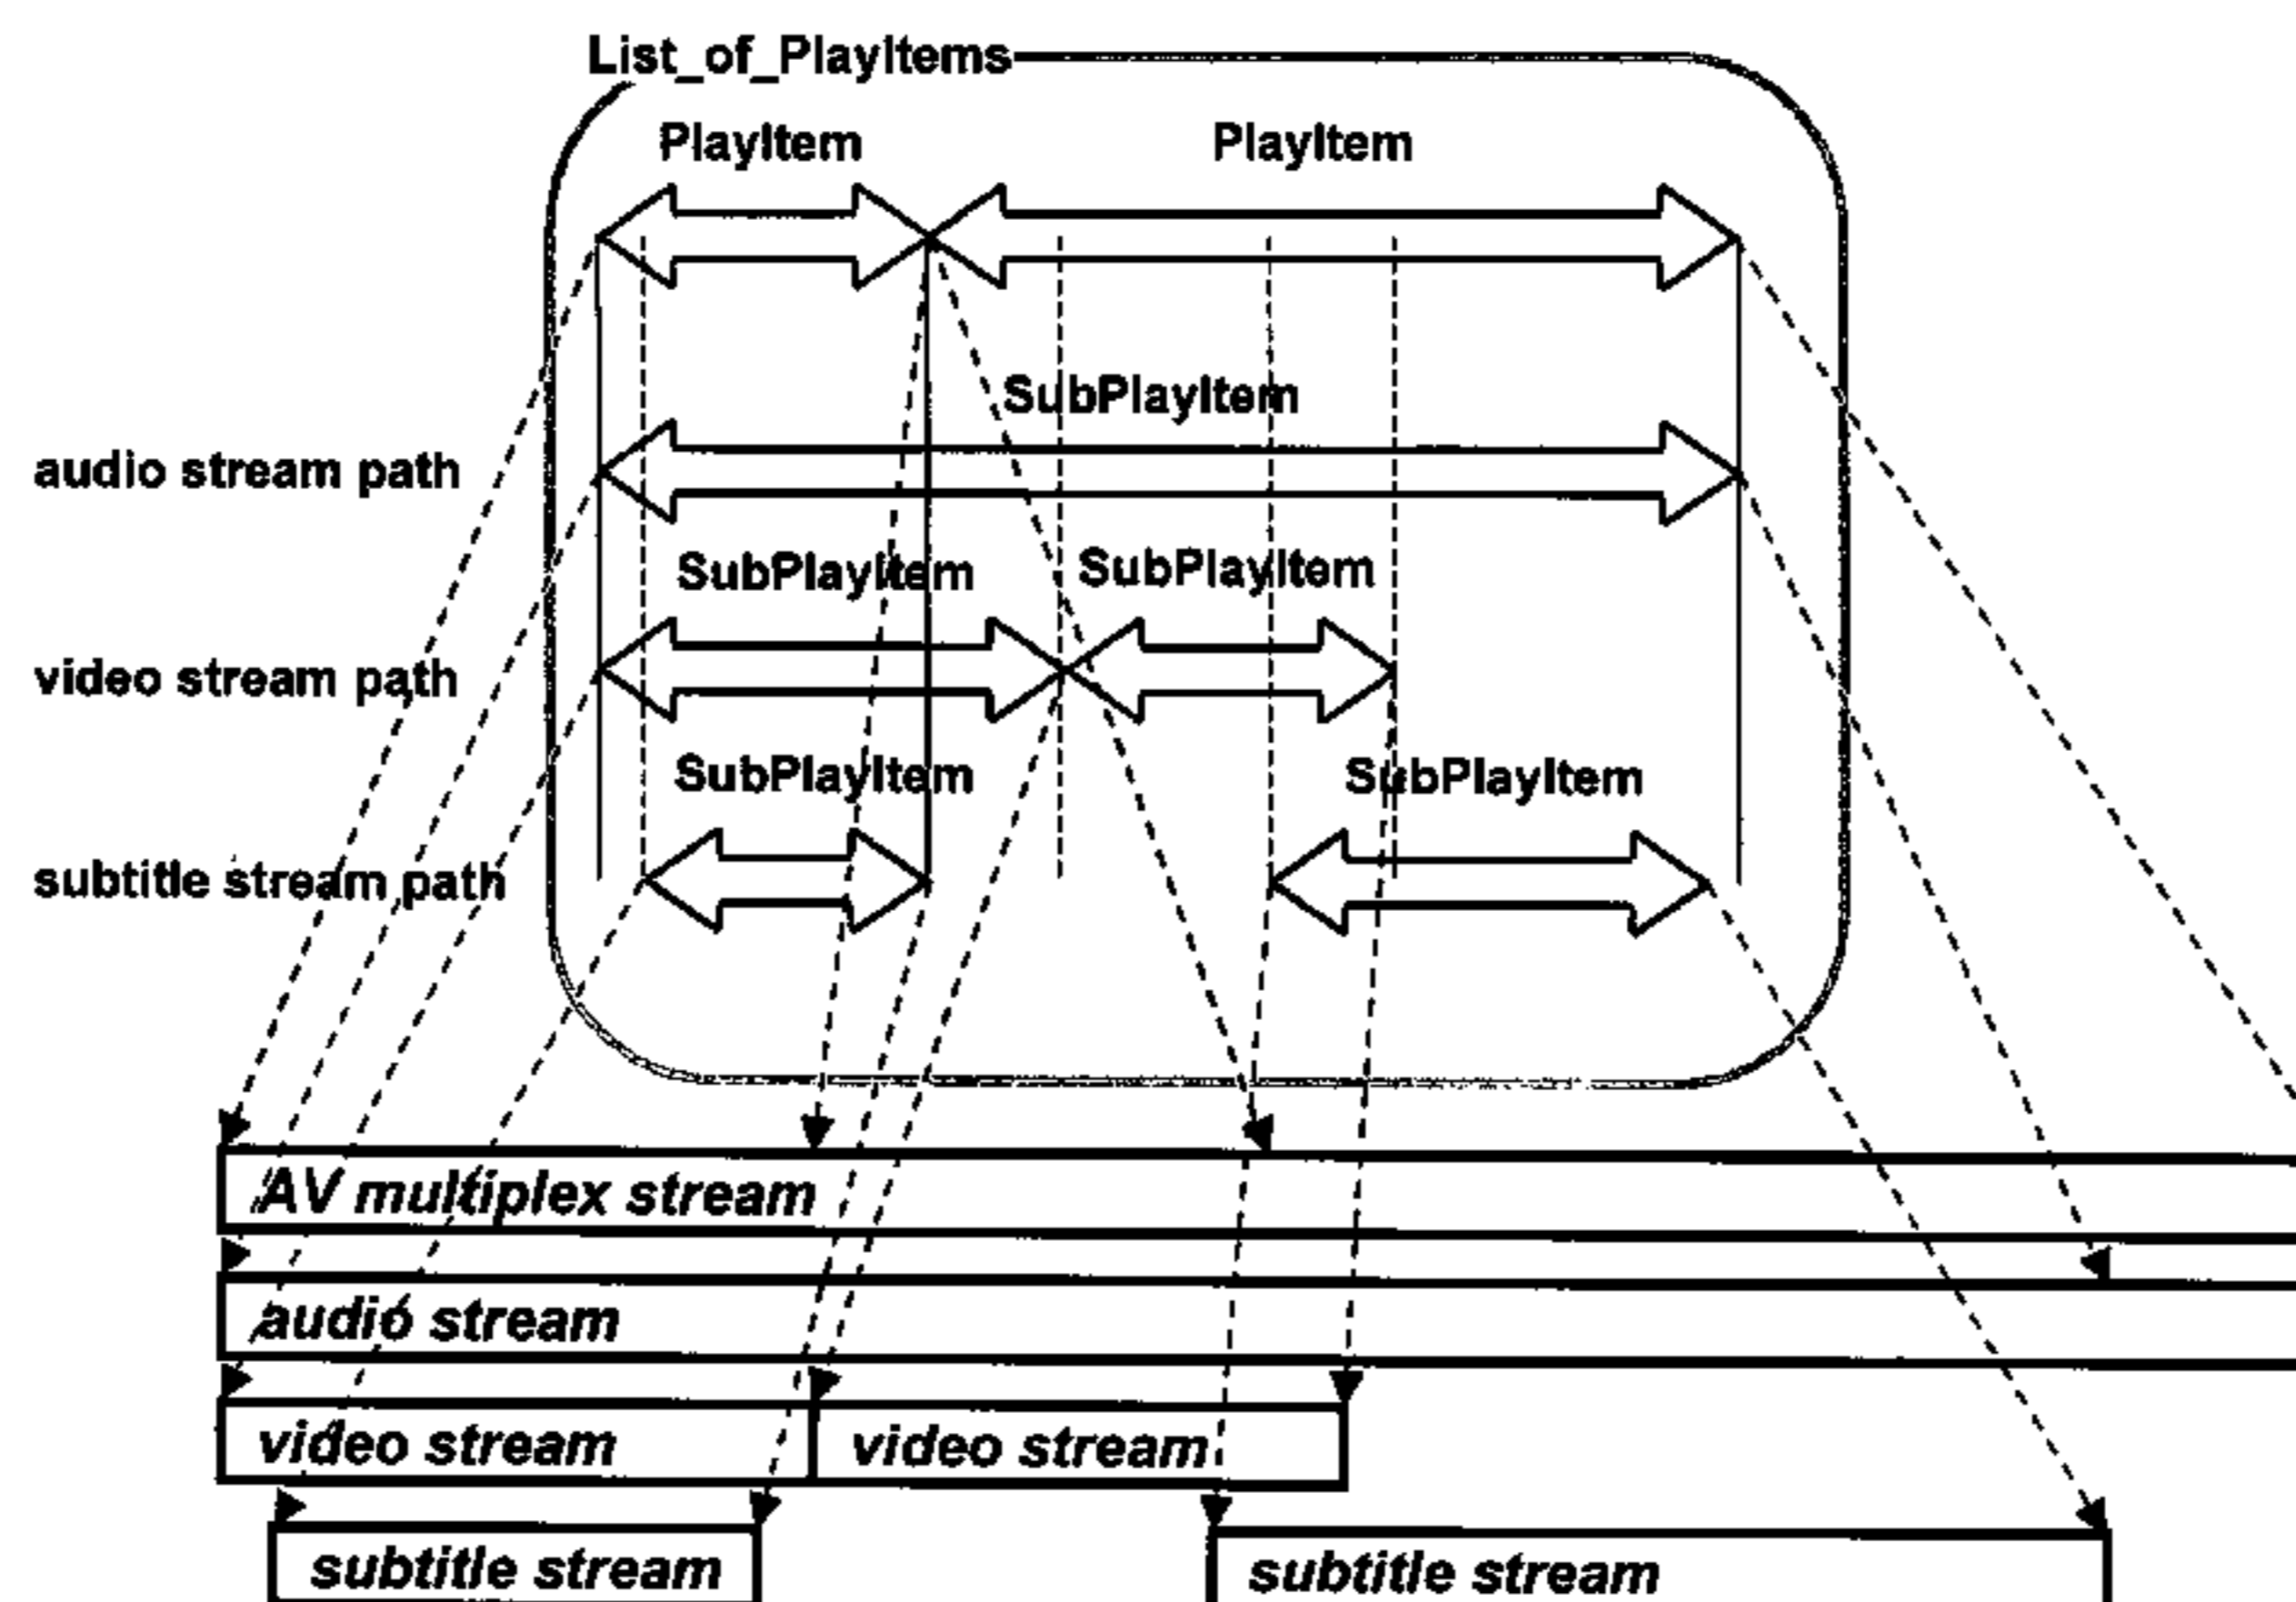 List_of_PlayItems
PlayItem PlayItem
SubPlayItem
audio stream path
SubPlayItem SubPlayItem
video stream path
SubPlayItem SubPlayItem
subtitle stream path
AV multiplex stream
audio stream
video stream video stream
subtitle stream subtitle stream